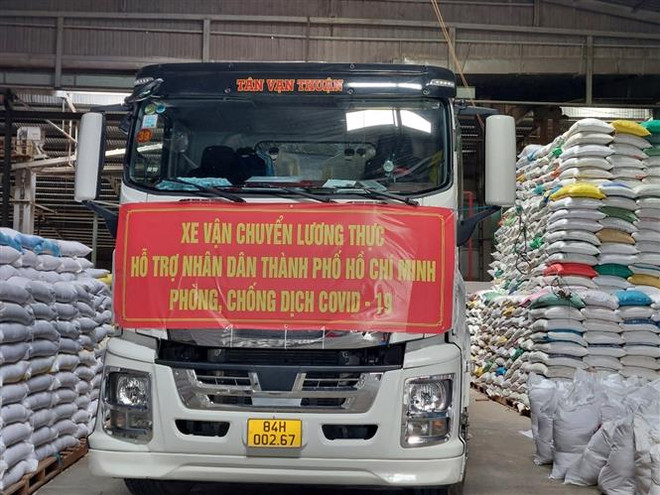 TÂN VẠN THUẬN
39
XE VẬN CHUYỂN LƯƠNG THỰC
HỖ TRỢ NHÂN DÂN THÀNH PHỐ HỒ CHÍ MINH
PHÒNG, CHỐNG DỊCH COVID - 19
84H
002.67